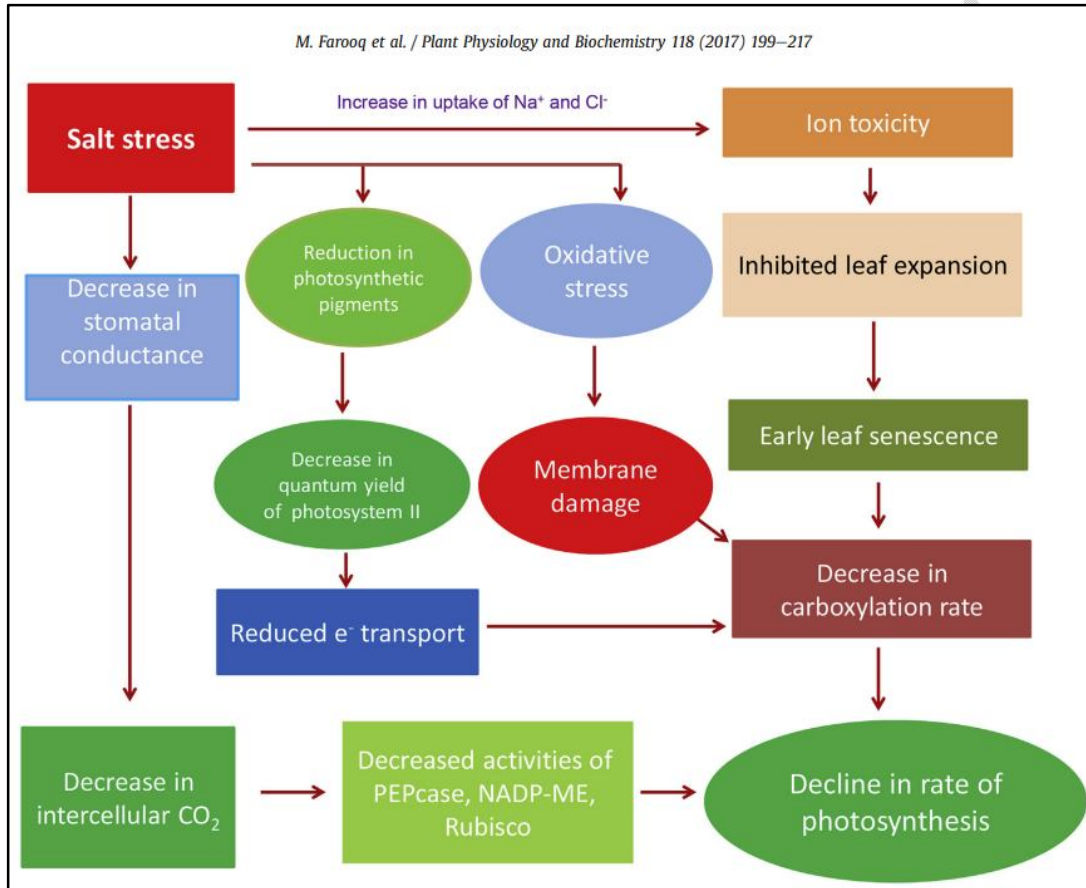 M. Farooq et al. / Plant Physiology and Biochemistry 118 (2017) 199–217
Salt stress
Increase in uptake of Na⁺ and Cl⁻
Ion toxicity
Decrease in
stomatal
conductance
Reduction in
photosynthetic
pigments
Oxidative
stress
Inhibited leaf expansion
Decrease in
quantum yield
of photosystem II
Membrane
damage
Early leaf senescence
Reduced e⁻ transport
Decrease in
carboxylation rate
Decrease in
intercellular CO₂
Decreased activities of
PEPcase, NADP-ME,
Rubisco
Decline in rate of
photosynthesis